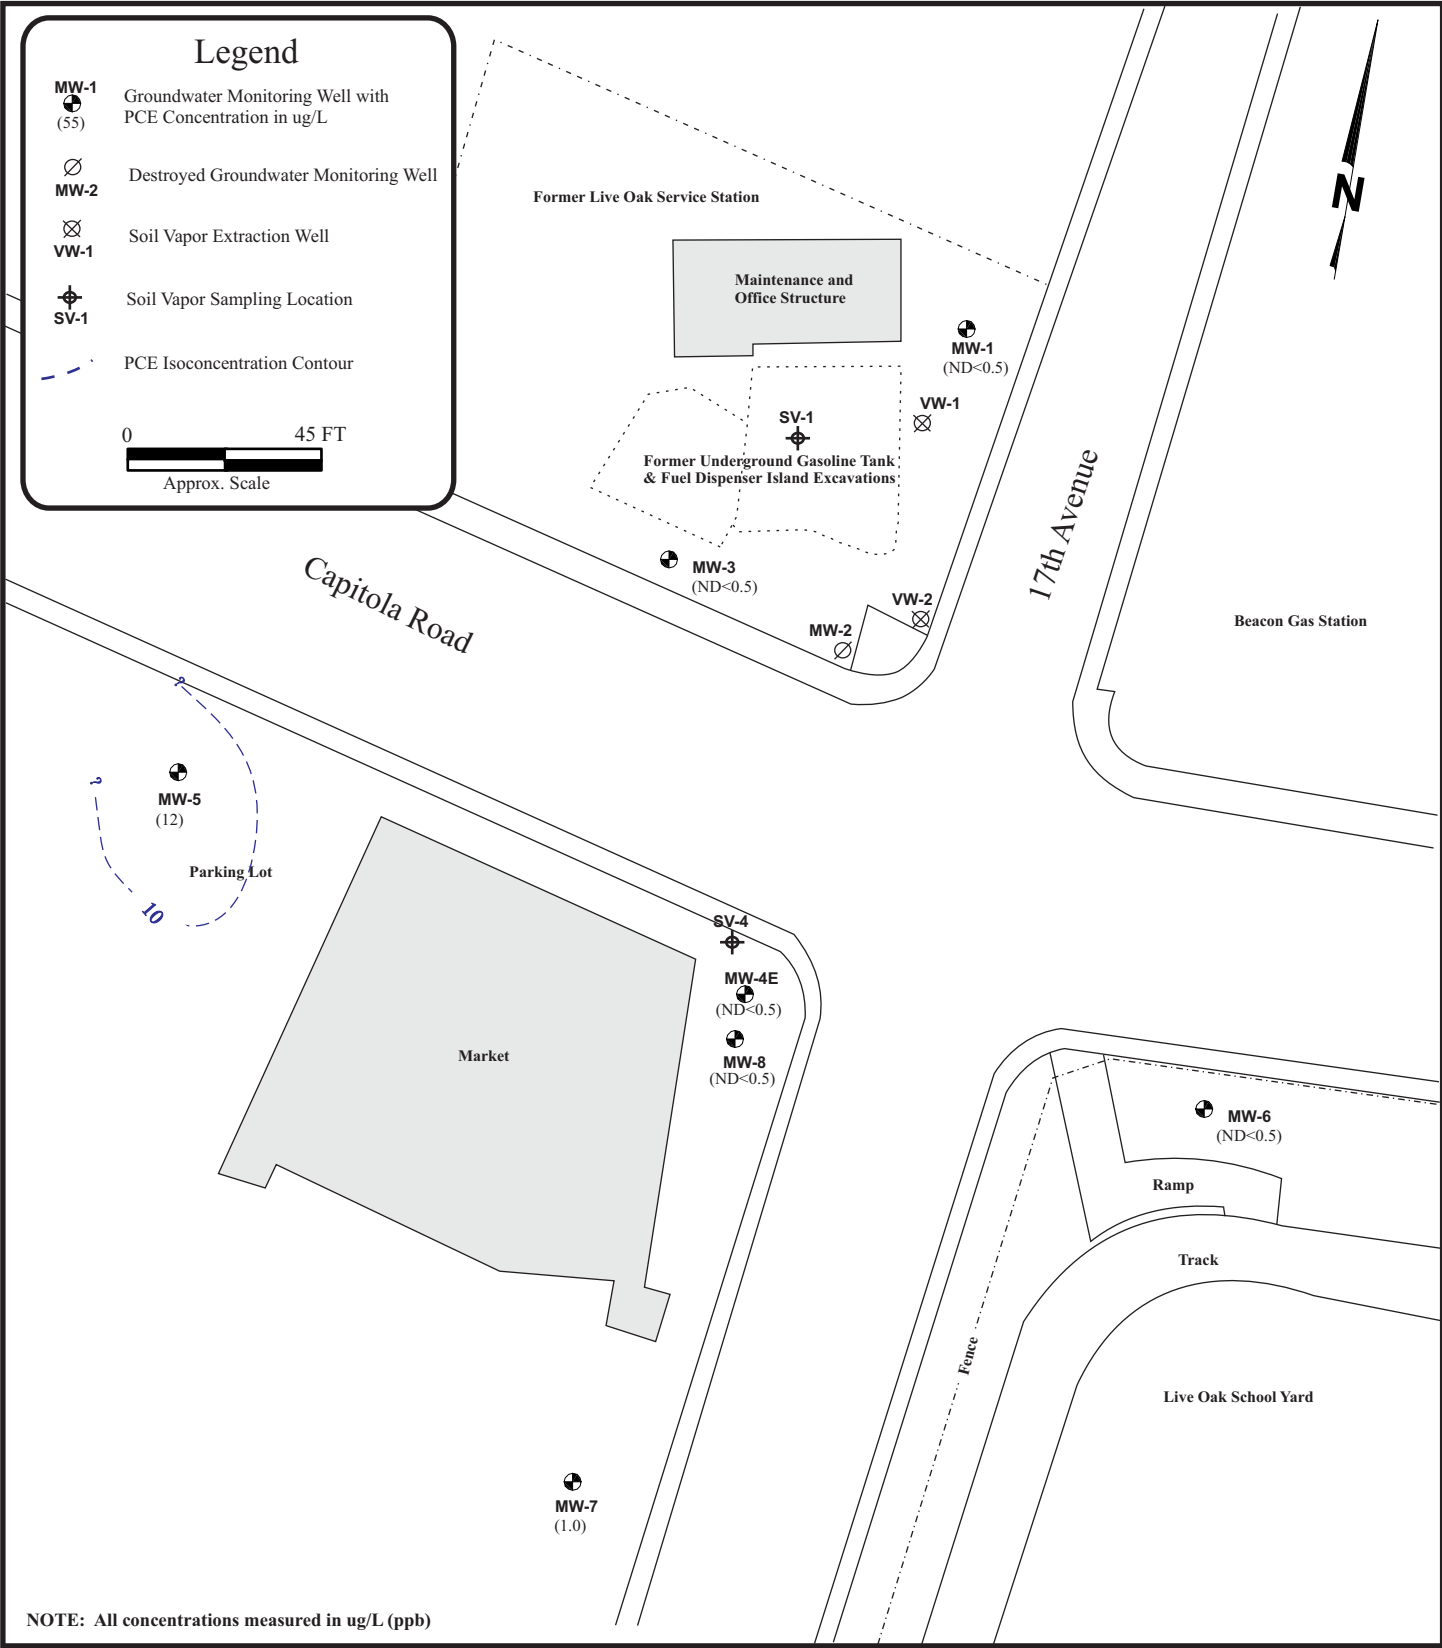 Legend
MW-1
(55)
Groundwater Monitoring Well with
PCE Concentration in ug/L
MW-2
Destroyed Groundwater Monitoring Well
VW-1
Soil Vapor Extraction Well
SV-1
Soil Vapor Sampling Location
PCE Isoconcentration Contour
0 45 FT
Approx. Scale
N
Former Live Oak Service Station
Maintenance and
Office Structure
MW-1
(ND<0.5)
VW-1
SV-1
Former Underground Gasoline Tank
& Fuel Dispenser Island Excavations
17th Avenue
MW-3
(ND<0.5)
Capitola Road
VW-2
MW-2
Beacon Gas Station
?
?
MW-5
(12)
Parking Lot
10
SV-4
MW-4E
(ND<0.5)
MW-8
(ND<0.5)
Market
MW-6
(ND<0.5)
Ramp
Track
Fence
Live Oak School Yard
MW-7
(1.0)
NOTE: All concentrations measured in ug/L (ppb)